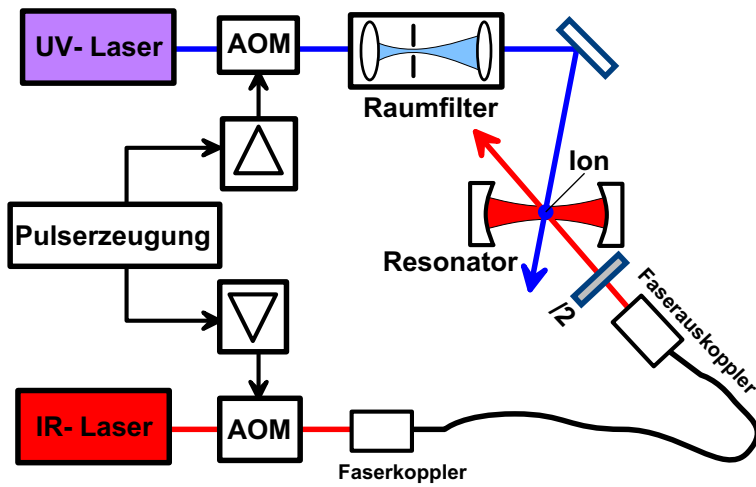 UV- Laser
AOM
Raumfilter
Ion
Pulserzeugung
Resonator
/2
Faserauskoppler
IR- Laser
AOM
Faserkoppler